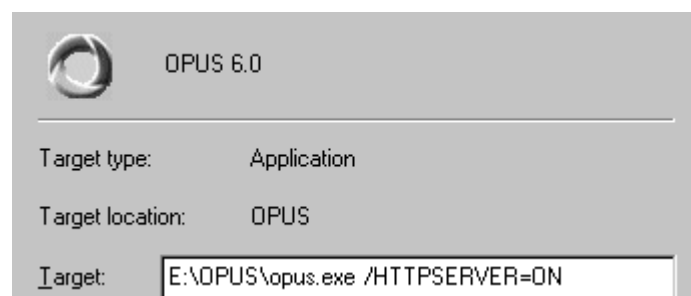 OPUS 6.0
Target type: Application
Target location: OPUS
Target: E:\OPUS\opus.exe /HTTPSERVER=ON